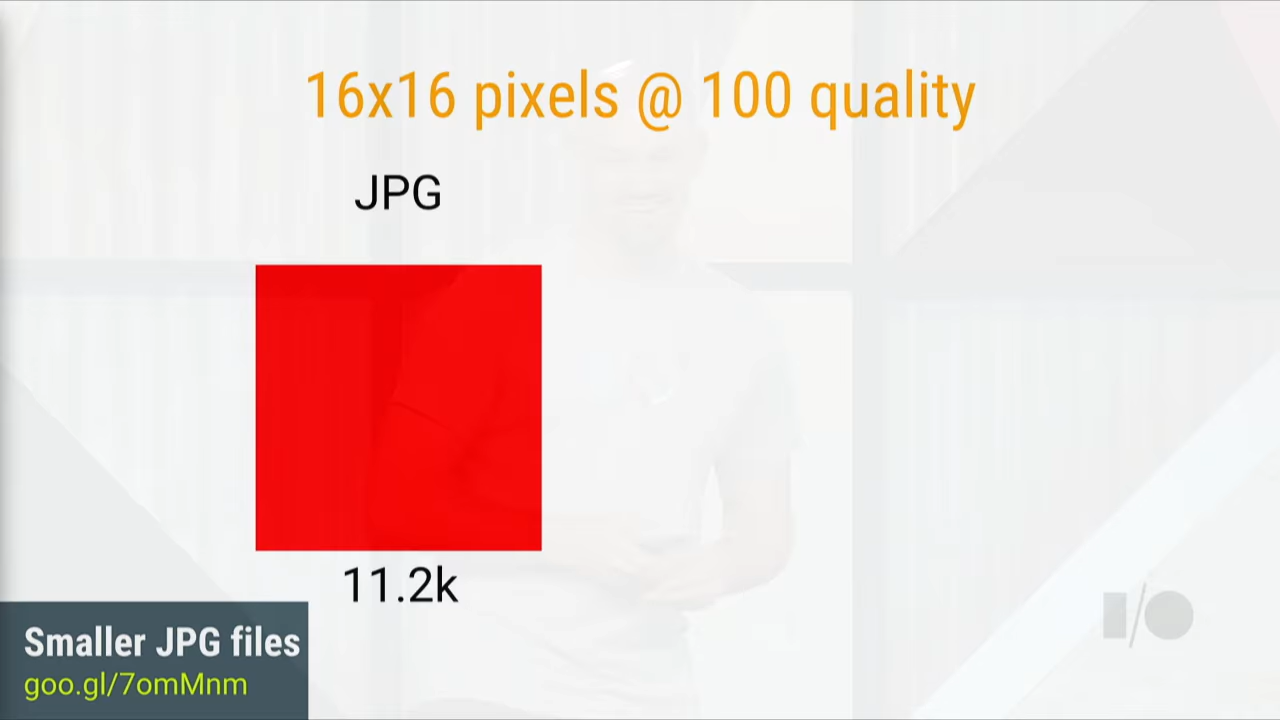 16x16 pixels @ 100 quality
JPG
11.2k
Smaller JPG files
goo.gl/7omMnm
I/O